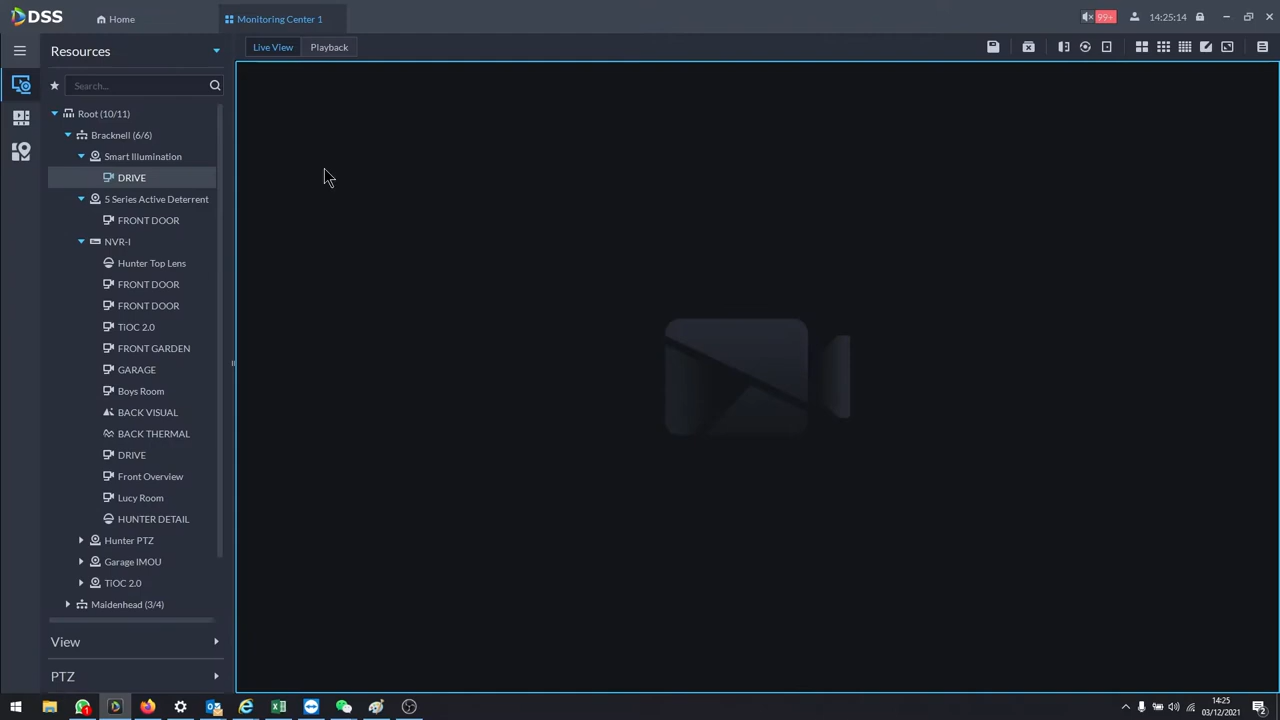 DSS
Home
Monitoring Center 1
99+
14:25:14
Resources
Live View
Playback
Search...
Root (10/11)
Bracknell (6/6)
Smart Illumination
DRIVE
5 Series Active Deterrent
FRONT DOOR
NVR-I
Hunter Top Lens
FRONT DOOR
FRONT DOOR
TiOC 2.0
FRONT GARDEN
GARAGE
Boys Room
BACK VISUAL
BACK THERMAL
DRIVE
Front Overview
Lucy Room
HUNTER DETAIL
Hunter PTZ
Garage IMOU
TiOC 2.0
Maidenhead (3/4)
View
PTZ
1
14:25
03/12/2021
2